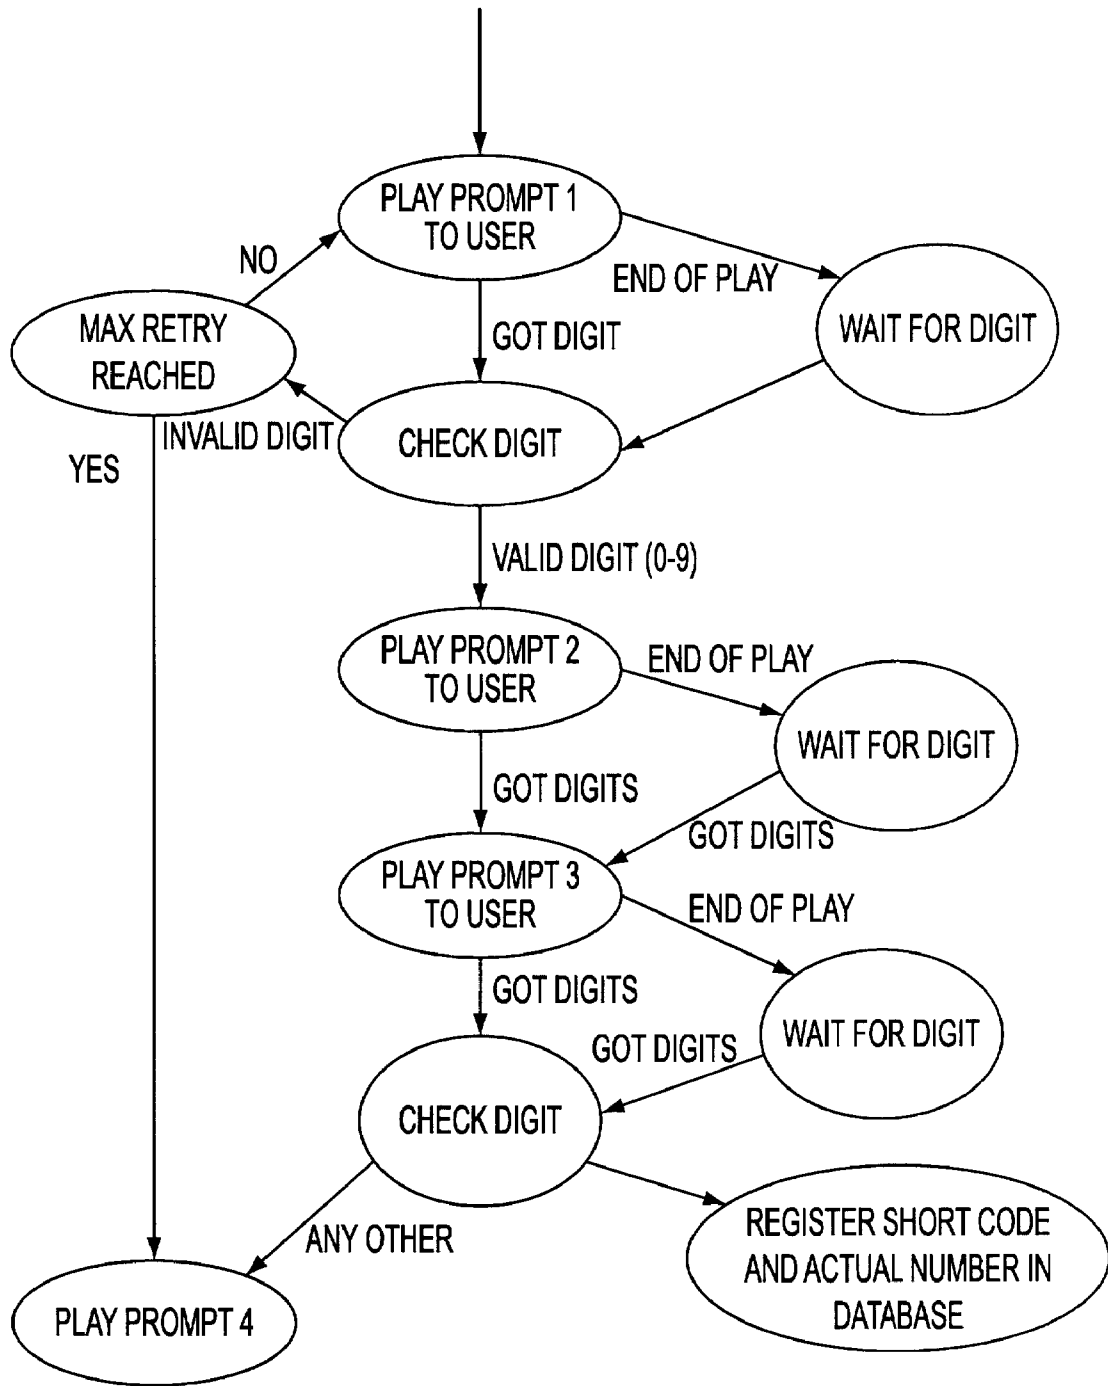 PLAY PROMPT 1
TO USER
NO
END OF PLAY
MAX RETRY
REACHED
GOT DIGIT
WAIT FOR DIGIT
INVALID DIGIT
CHECK DIGIT
YES
VALID DIGIT (0-9)
PLAY PROMPT 2
TO USER
END OF PLAY
WAIT FOR DIGIT
GOT DIGITS
GOT DIGITS
PLAY PROMPT 3
TO USER
END OF PLAY
GOT DIGITS
WAIT FOR DIGIT
GOT DIGITS
CHECK DIGIT
ANY OTHER
REGISTER SHORT CODE
AND ACTUAL NUMBER IN
DATABASE
PLAY PROMPT 4